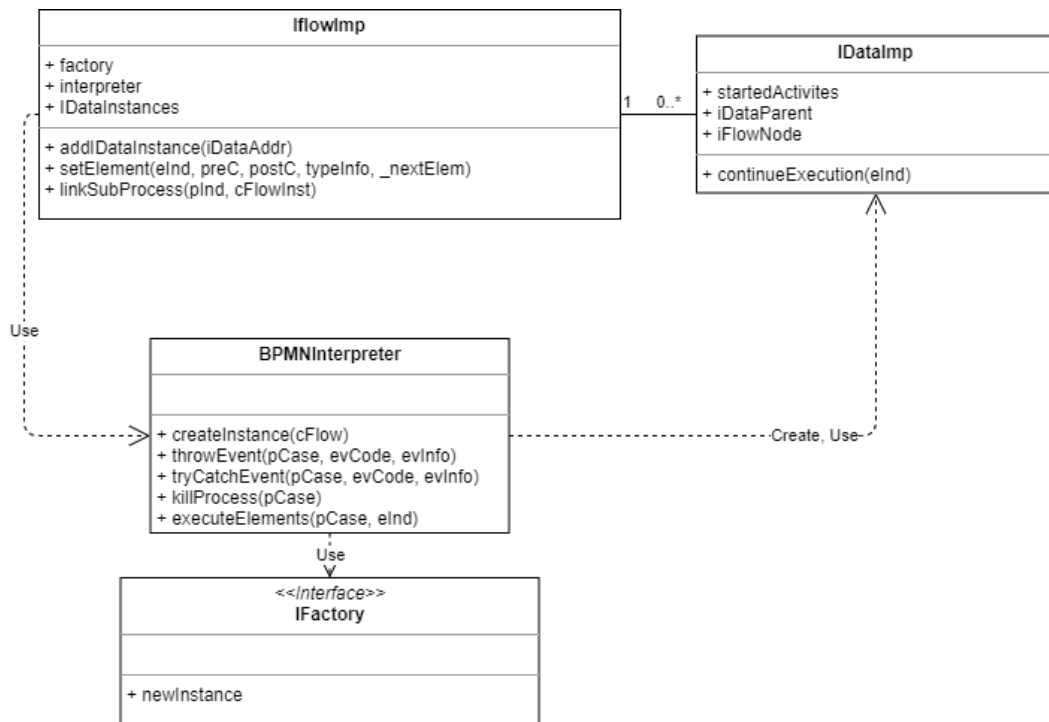 IflowImp
+ factory
+ interpreter
+ IDataInstances
+ addIDataInstance(iDataAddr)
+ setElement(eInd, preC, postC, typeInfo, _nextElem)
+ linkSubProcess(pInd, cFlowInst)
1 0..*
IDataImp
+ startedActivites
+ iDataParent
+ iFlowNode
+ continueExecution(eInd)
Use
BPMNInterpreter
+ createInstance(cFlow)
+ throwEvent(pCase, evCode, evInfo)
+ tryCatchEvent(pCase, evCode, evInfo)
+ killProcess(pCase)
+ executeElements(pCase, eInd)
Create, Use
Use
<<Interface>>
IFactory
+ newInstance